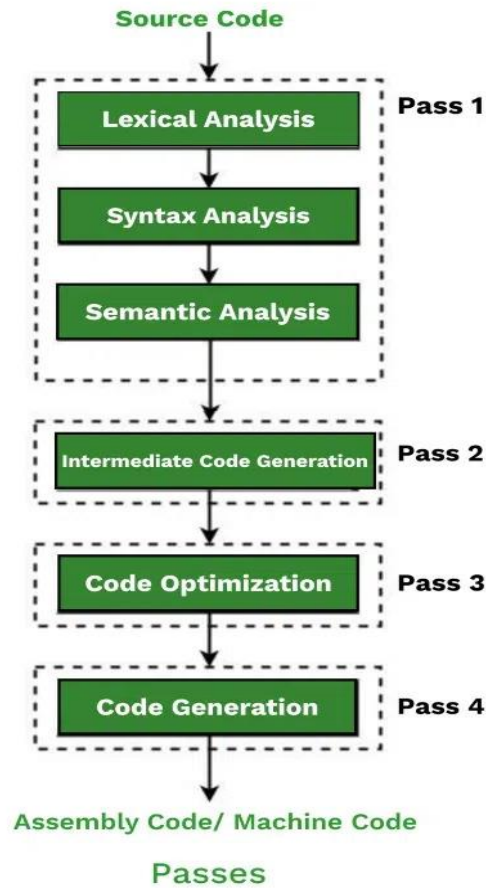 Source Code
Pass 1
Lexical Analysis
Syntax Analysis
Semantic Analysis
Pass 2
Intermediate Code Generation
Code Optimization
Pass 3
Code Generation
Pass 4
Assembly Code/ Machine Code
Passes